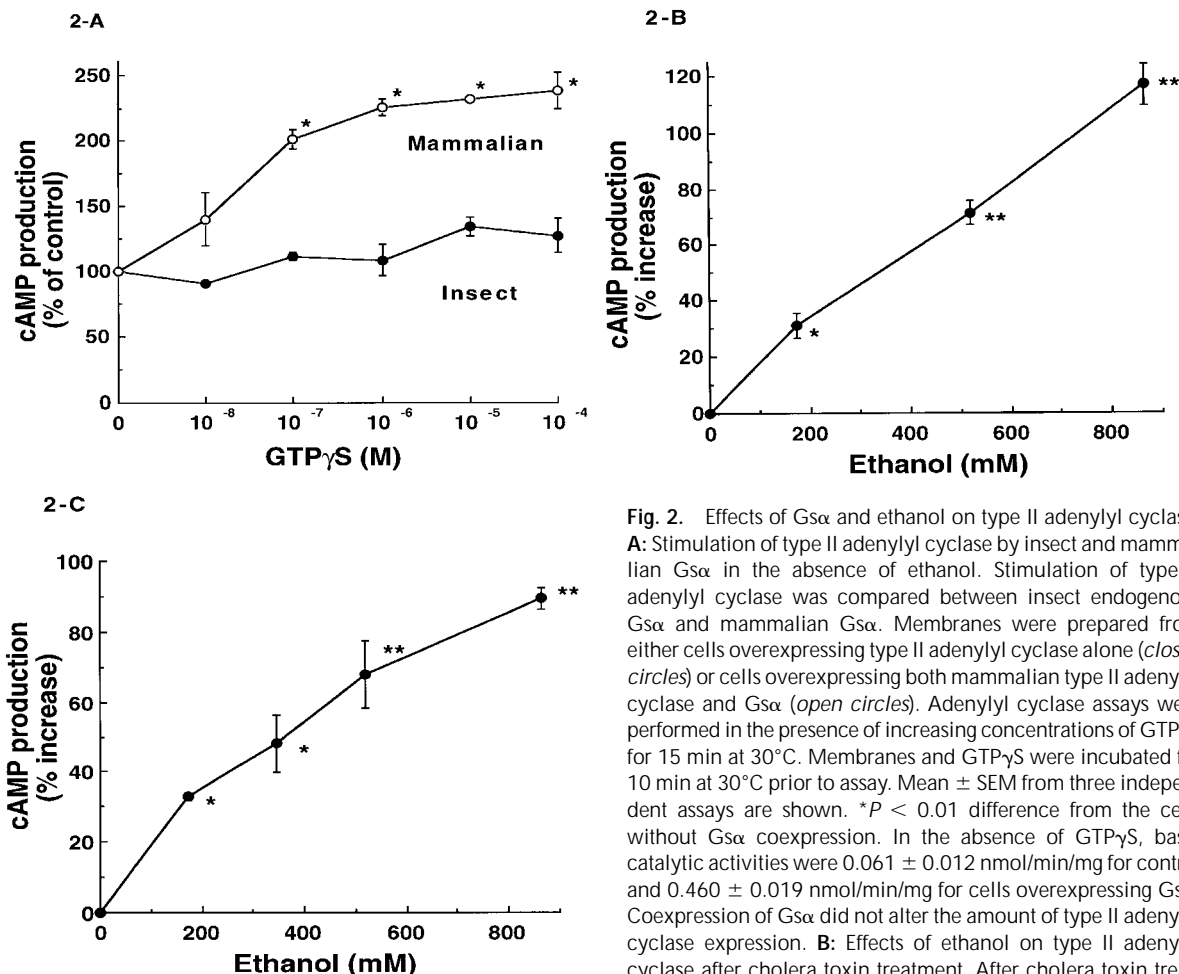 2-A
250
200
150
100
50
0
cAMP production
(% of control)
*
*
*
*
Mammalian
Insect
0
10 -8
10 -7
10 -6
10 -5
10 -4
GTPγS (M)
2-B
120
100
80
60
40
20
0
cAMP production
(% increase)
*
**
**
0
200
400
600
800
Ethanol (mM)
2-C
100
80
60
40
20
0
cAMP production
(% increase)
*
*
**
**
0
200
400
600
800
Ethanol (mM)
Fig. 2. Effects of Gsα and ethanol on type II adenylyl
A: Stimulation of type II adenylyl cyclase by insect and
lian Gsα in the absence of ethanol. Stimulation of type
adenylyl cyclase was compared between insect
Gsα and mammalian Gsα. Membranes were prepared
either cells overexpressing type II adenylyl cyclase alone
circles) or cells overexpressing both mammalian type II
cyclase and Gsα (open circles). Adenylyl cyclase assays
performed in the presence of increasing concentrations of
for 15 min at 30°C. Membranes and GTPγS were incubated
10 min at 30°C prior to assay. Mean ± SEM from three
dent assays are shown. *P < 0.01 difference from the
without Gsα coexpression. In the absence of GTPγS,
catalytic activities were 0.061 ± 0.012 nmol/min/mg for
and 0.460 ± 0.019 nmol/min/mg for cells overexpressing
Coexpression of Gsα did not alter the amount of type II
cyclase expression. B: Effects of ethanol on type II
cyclase after cholera toxin treatment. After cholera toxin